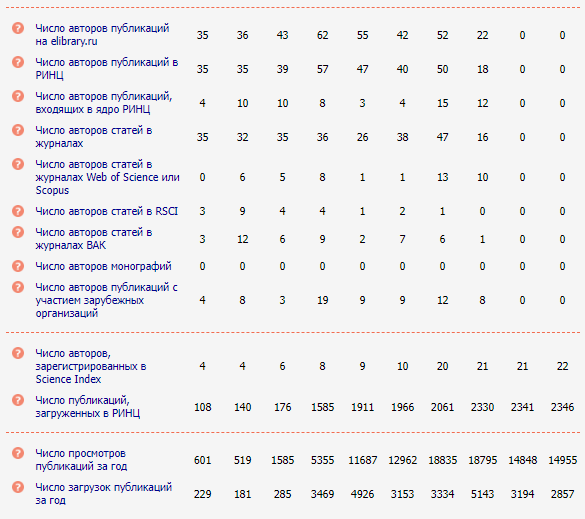 Число авторов публикаций
на elibrary.ru 35 36 43 62 55 42 52 22 0 0
Число авторов публикаций в
РИНЦ 35 35 39 57 47 40 50 18 0 0
Число авторов публикаций,
входящих в ядро РИНЦ 4 10 10 8 3 4 15 12 0 0
Число авторов статей в
журналах 35 32 35 36 26 38 47 16 0 0
Число авторов статей в
журналах Web of Science или 0 6 5 8 1 1 13 10 0 0
Scopus
Число авторов статей в RSCI 3 9 4 4 1 2 1 0 0 0
Число авторов статей в
журналах ВАК 3 12 6 9 2 7 6 1 0 0
Число авторов монографий 0 0 0 0 0 0 0 0 0 0
Число авторов публикаций с
участием зарубежных 4 8 3 19 9 9 12 8 0 0
организаций
Число авторов,
зарегистрированных в 4 4 6 8 9 10 20 21 21 22
Science Index
Число публикаций,
загруженных в РИНЦ 108 140 176 1585 1911 1966 2061 2330 2341 2346
Число просмотров
публикаций за год 601 519 1585 5355 11687 12962 18835 18795 14848 14955
Число загрузок публикаций
за год 229 181 285 3469 4926 3153 3334 5143 3194 2857